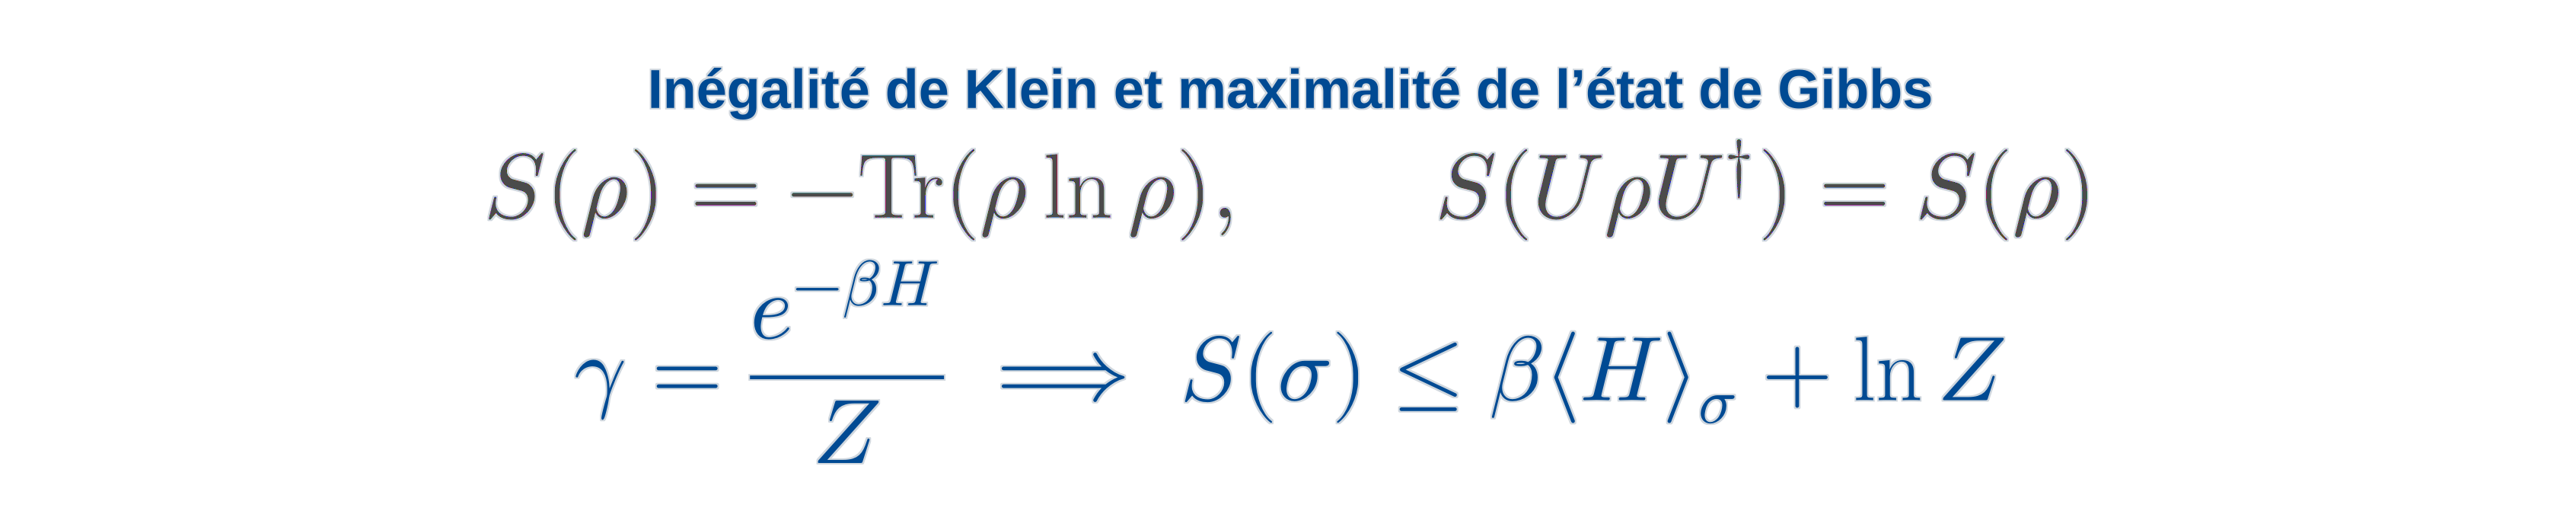 Inégalité de Klein et maximalité de l’état de Gibbs
S(ρ) = −Tr(ρ ln ρ), S(UρU†) = S(ρ)
γ = e^{−βH} / Z ⟹ S(σ) ≤ β⟨H⟩_σ + ln Z